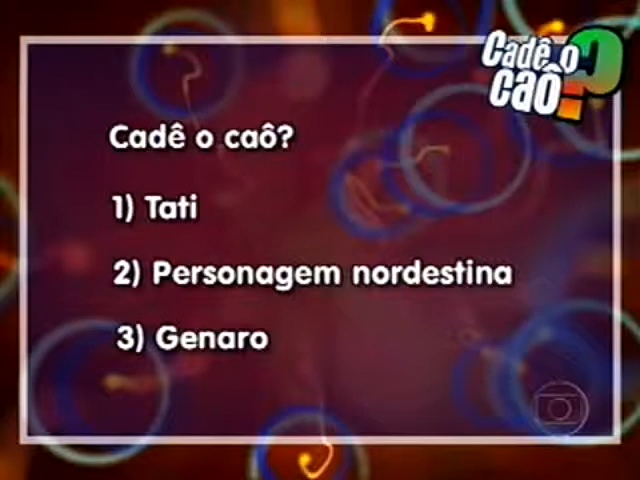 Cadê o
caô?
Cadê o caô?
1) Tati
2) Personagem nordestina
3) Genaro